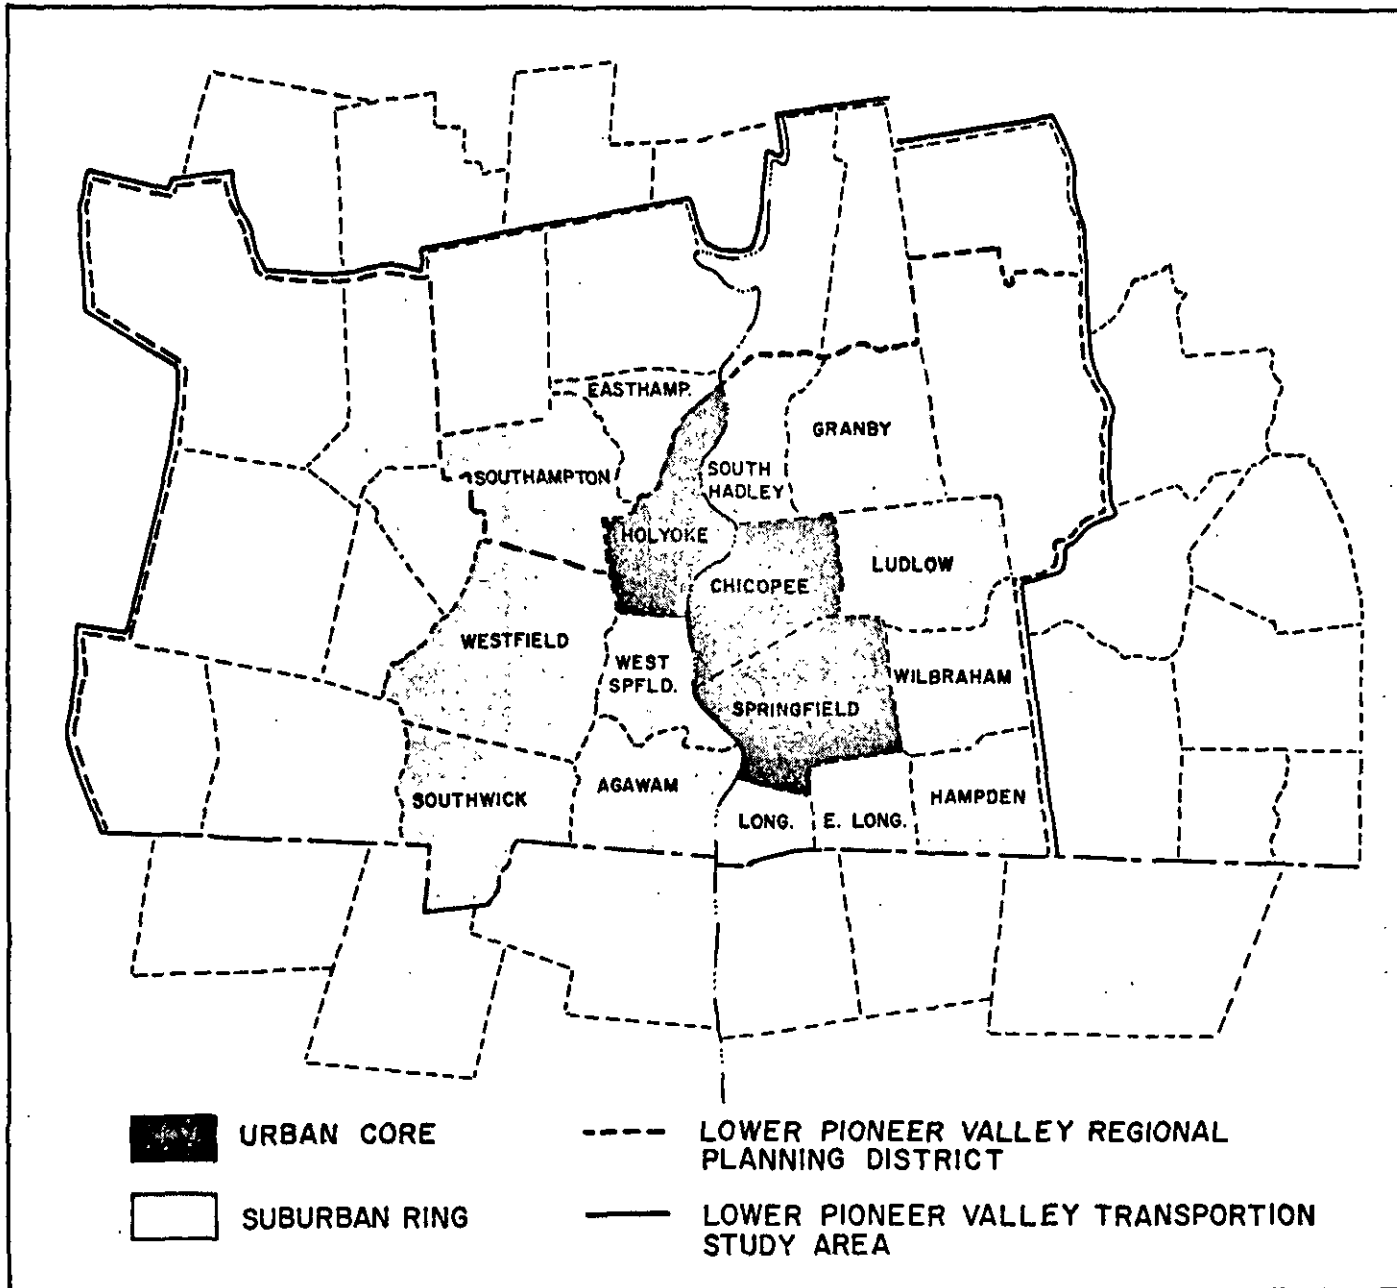 EASTHAMP.
GRANBY
SOUTHAMPTON
SOUTH
HADLEY
HOLYOKE
LUDLOW
CHICOPEE
WESTFIELD
WEST
SPFLD.
WILBRAHAM
SPRINGFIELD
AGAWAM
SOUTHWICK
HAMPDEN
LONG.
E. LONG.
URBAN CORE
LOWER PIONEER VALLEY REGIONAL
PLANNING DISTRICT
SUBURBAN RING
LOWER PIONEER VALLEY TRANSPORTION
STUDY AREA